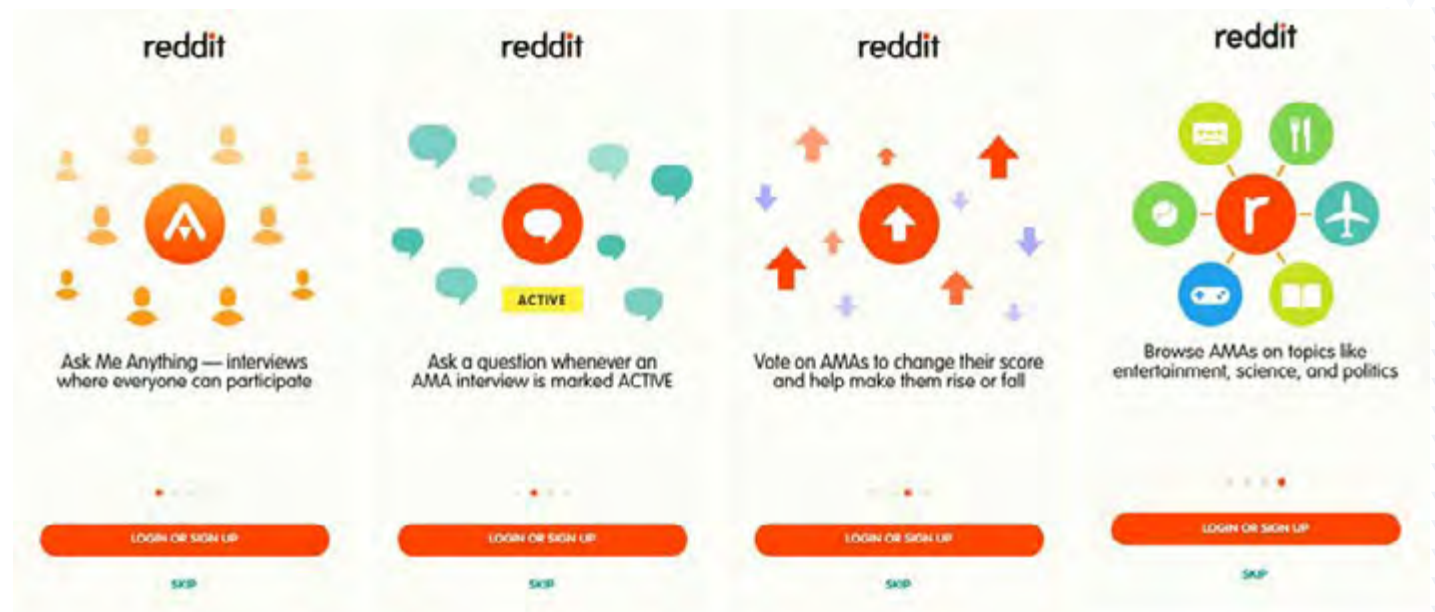 reddit
Ask Me Anything — interviews
where everyone can participate
LOGIN OR SIGN UP
SKIP
reddit
ACTIVE
Ask a question whenever an
AMA interview is marked ACTIVE
LOGIN OR SIGN UP
SKIP
reddit
Vote on AMAs to change their score
and help make them rise or fall
LOGIN OR SIGN UP
SKIP
reddit
Browse AMAs on topics like
entertainment, science, and politics
LOGIN OR SIGN UP
SKIP